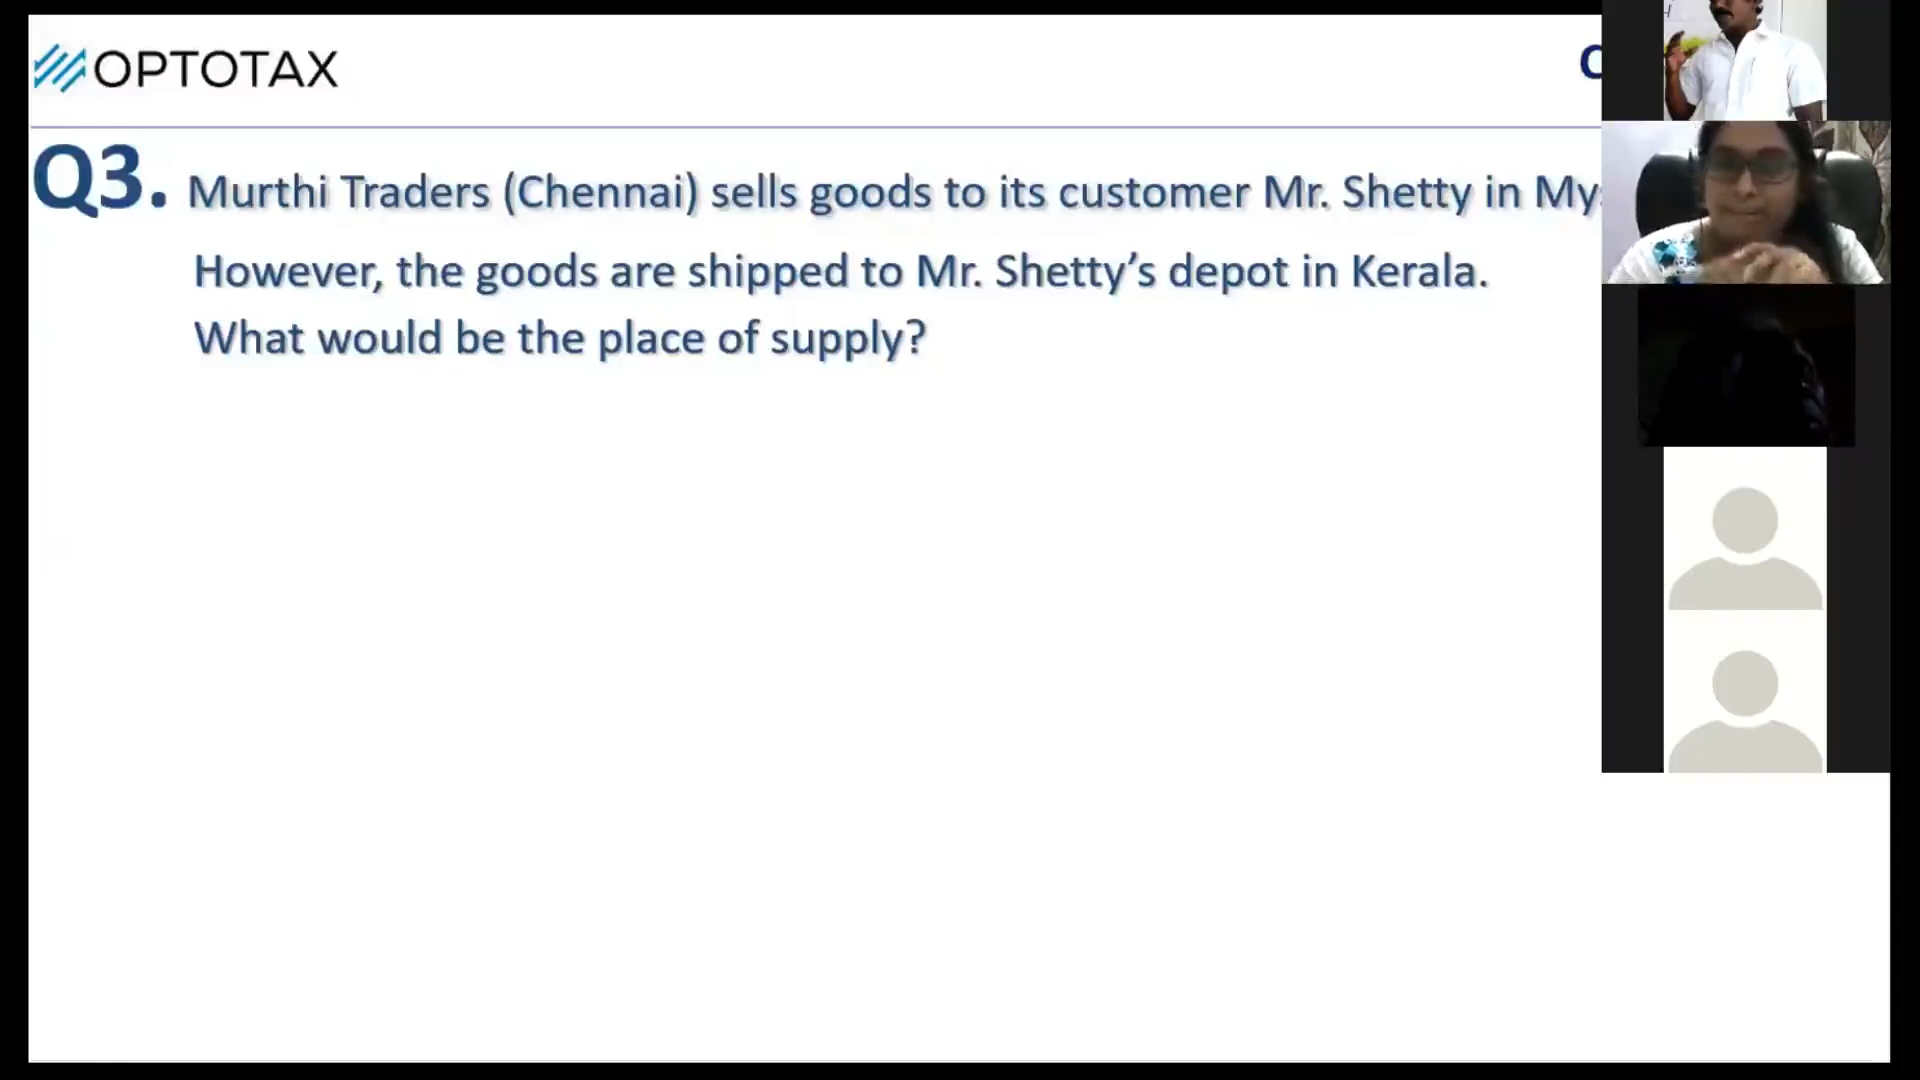 OPTOTAX
Q3. Murthi Traders (Chennai) sells goods to its customer Mr. Shetty in
However, the goods are shipped to Mr. Shetty’s depot in Kerala.
What would be the place of supply?